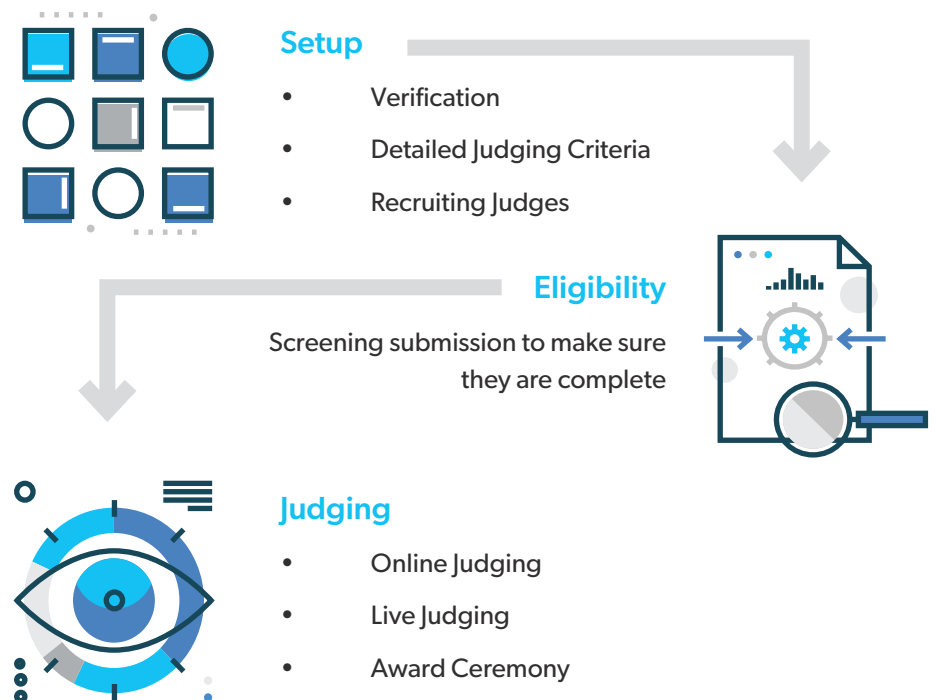 Setup
• Verification
• Detailed Judging Criteria
• Recruiting Judges
Eligibility
Screening submission to make sure
they are complete
Judging
• Online Judging
• Live Judging
• Award Ceremony